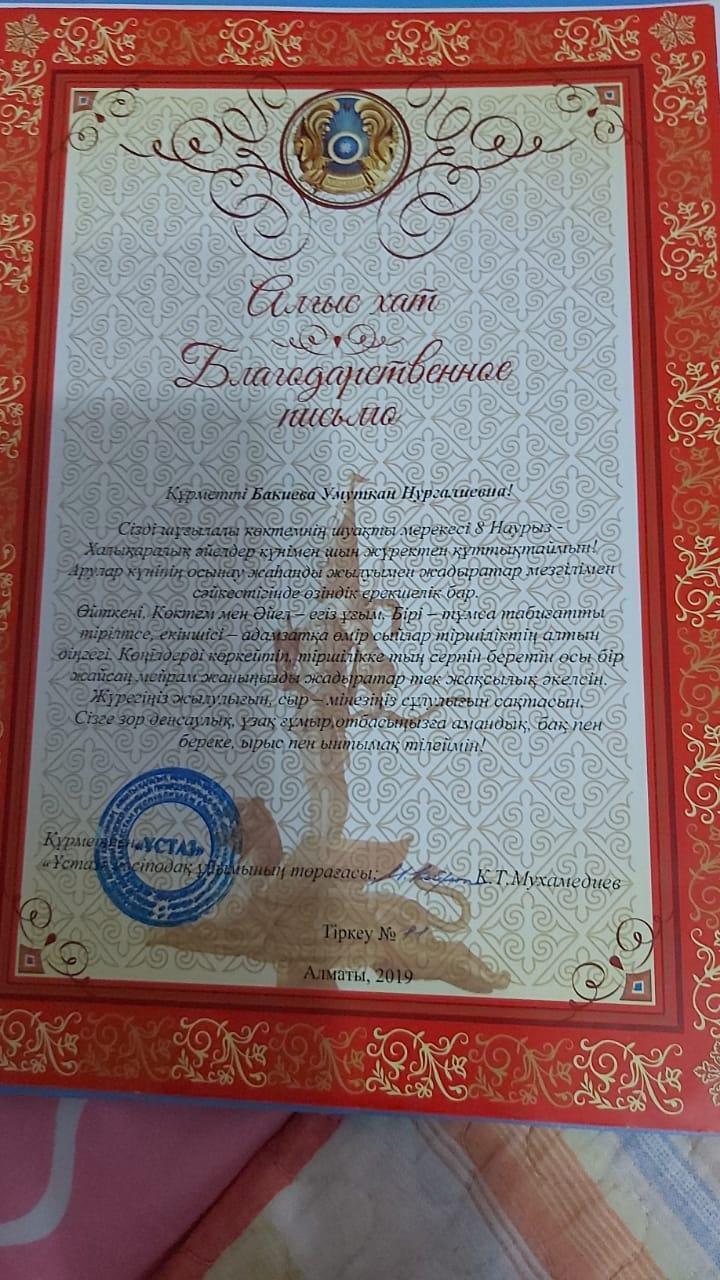 Алғыс хат
Благодарственное
письмо
Құрметті Бакиева Умуткан Нургалиевна!
Сізді шұғылалы көктемнің шуақты мерекесі 8 Наурыз -
Халықаралық әйелдер күнімен шын жүректен құттықтаймын!
Арулар күнінің осынау жаһанды жылуымен жадыратар мезгілімен
сәйкестігінде өзіндік ерекшелік бар.
Өйткені, Көктем мен Әйел – егіз ұғым. Бірі – тұмса табиғатты
тірілтсе, екіншісі – адамзатқа өмір сыйлар тіршіліктің алтын
діңгегі. Көңілдерді көркейтіп, тіршілікке тың серпін беретін осы бір
жайсаң мейрам жаныңызды жадыратар тек жақсылық әкелсін.
Жүрегіңіз жылулығын, сыр – мінезіңіз сұлулығын сақтасын.
Сізге зор денсаулық, ұзақ ғұмыр,отбасыңызға амандық, бақ пен
береке, ырыс пен ынтымақ тілеймін!
«ҰСТАЗ»
Құрметпен
«Ұстаз» кәсіподақ ұйымының төрағасы: К.Т.Мухамедиев
Тіркеу №
Алматы, 2019